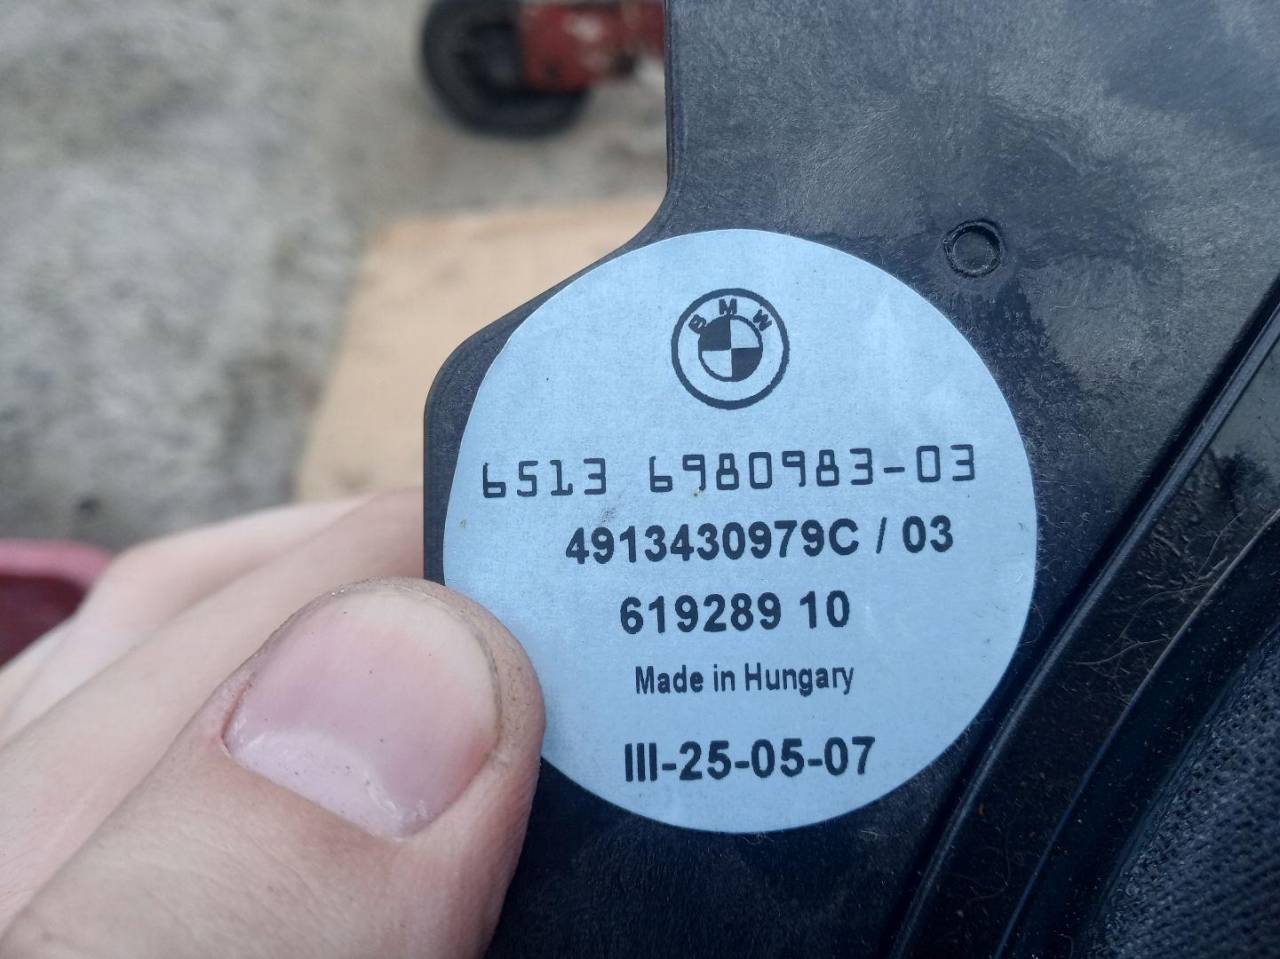 BMW
6513 6980983-03
4913430979C / 03
619289 10
Made in Hungary
III-25-05-07